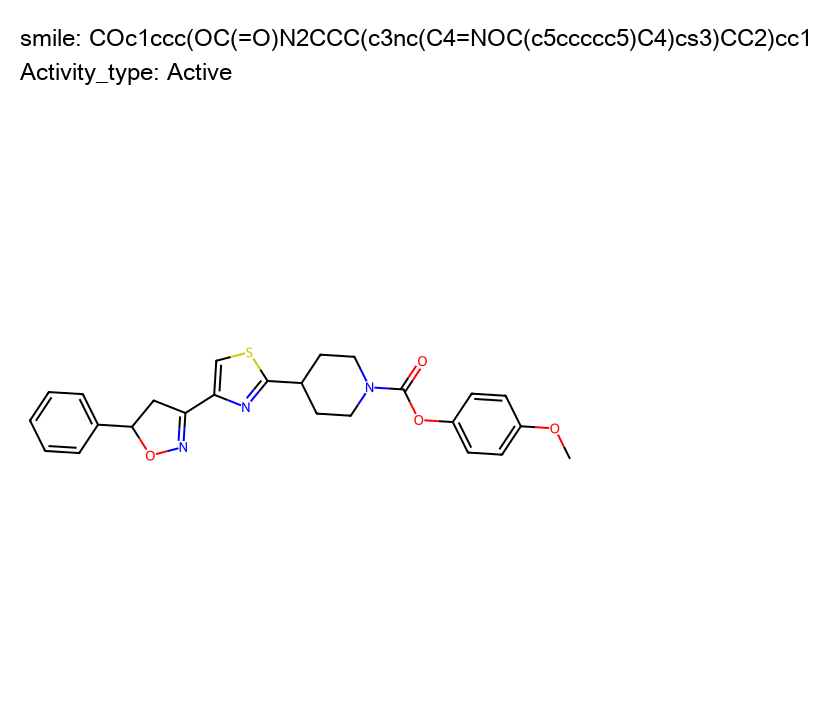 smile: COc1ccc(OC(=O)N2CCC(c3nc(C4=NOC(c5ccccc5)C4)cs3)CC2)cc1
Activity_type: Active
S
N
O
N
N
O
O
O